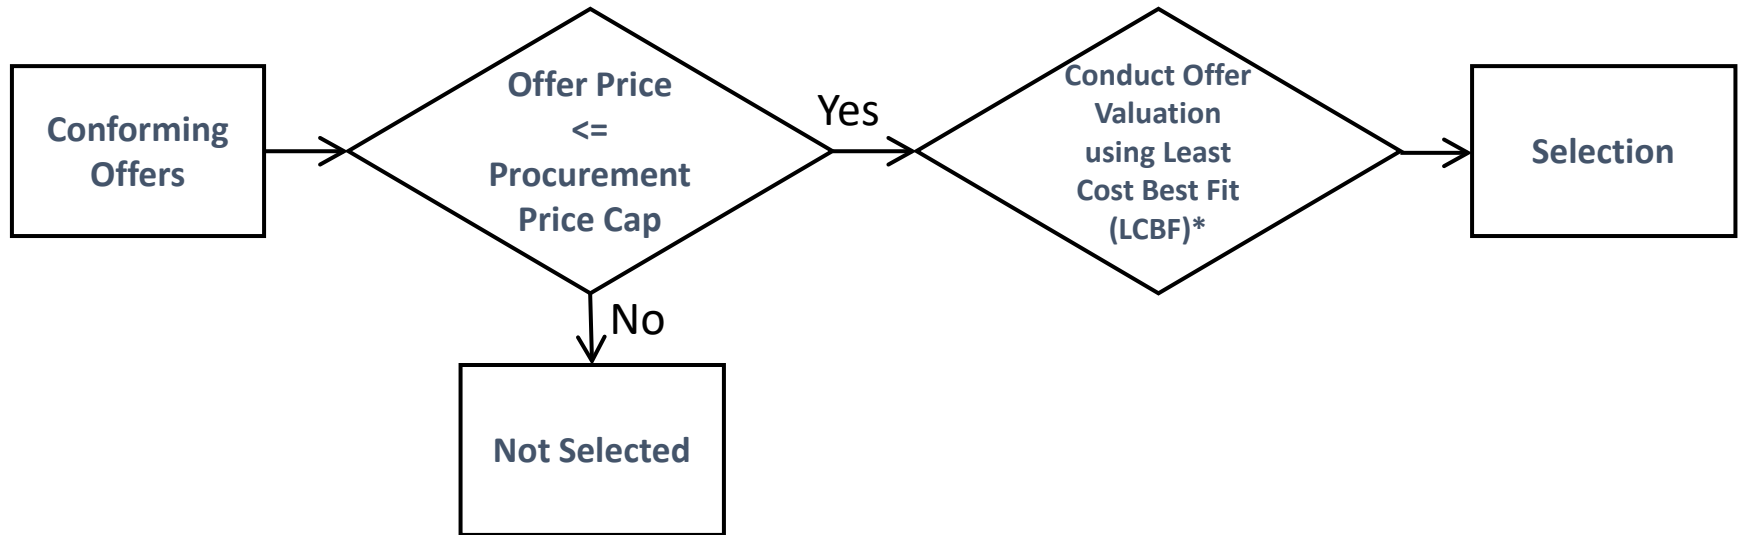 Conforming
Offers
Offer Price
<=
Procurement
Price Cap
Yes
Conduct Offer
Valuation
using Least
Cost Best Fit
(LCBF)*
Selection
No
Not Selected